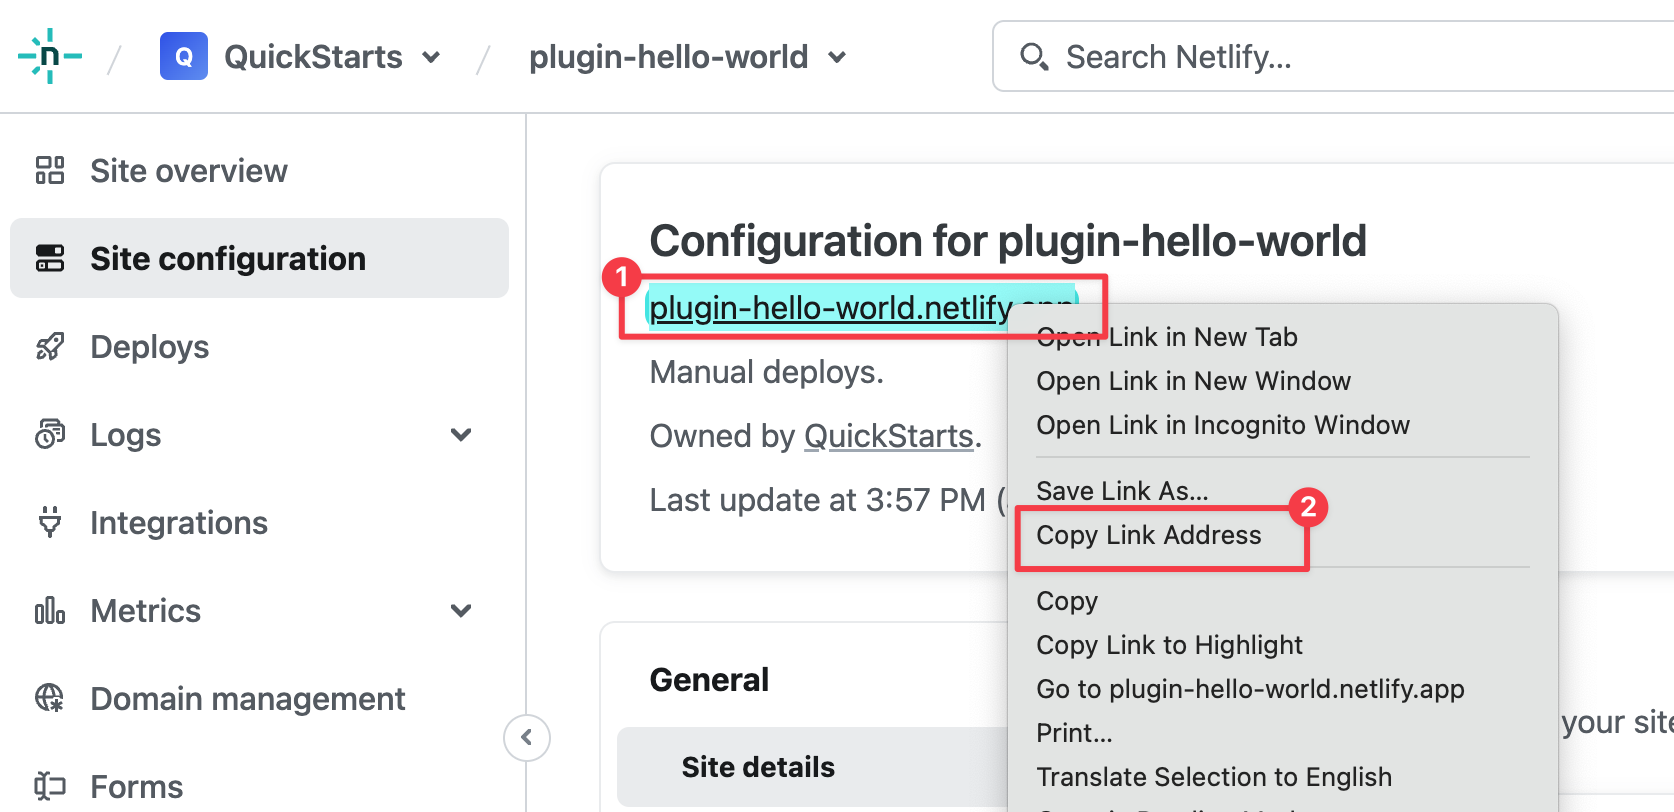 n / Q QuickStarts / plugin-hello-world Search Netlify...
Site overview
Site configuration
Deploys
Logs
Integrations
Metrics
Domain management
Forms
Configuration for plugin-hello-world
1
plugin-hello-world.netlify.app
Manual deploys.
Owned by QuickStarts.
Last update at 3:57 PM (
Open Link in New Tab
Open Link in New Window
Open Link in Incognito Window
Save Link As...
2
Copy Link Address
Copy
Copy Link to Highlight
Go to plugin-hello-world.netlify.app
Print...
Translate Selection to English
General
your site
Site details